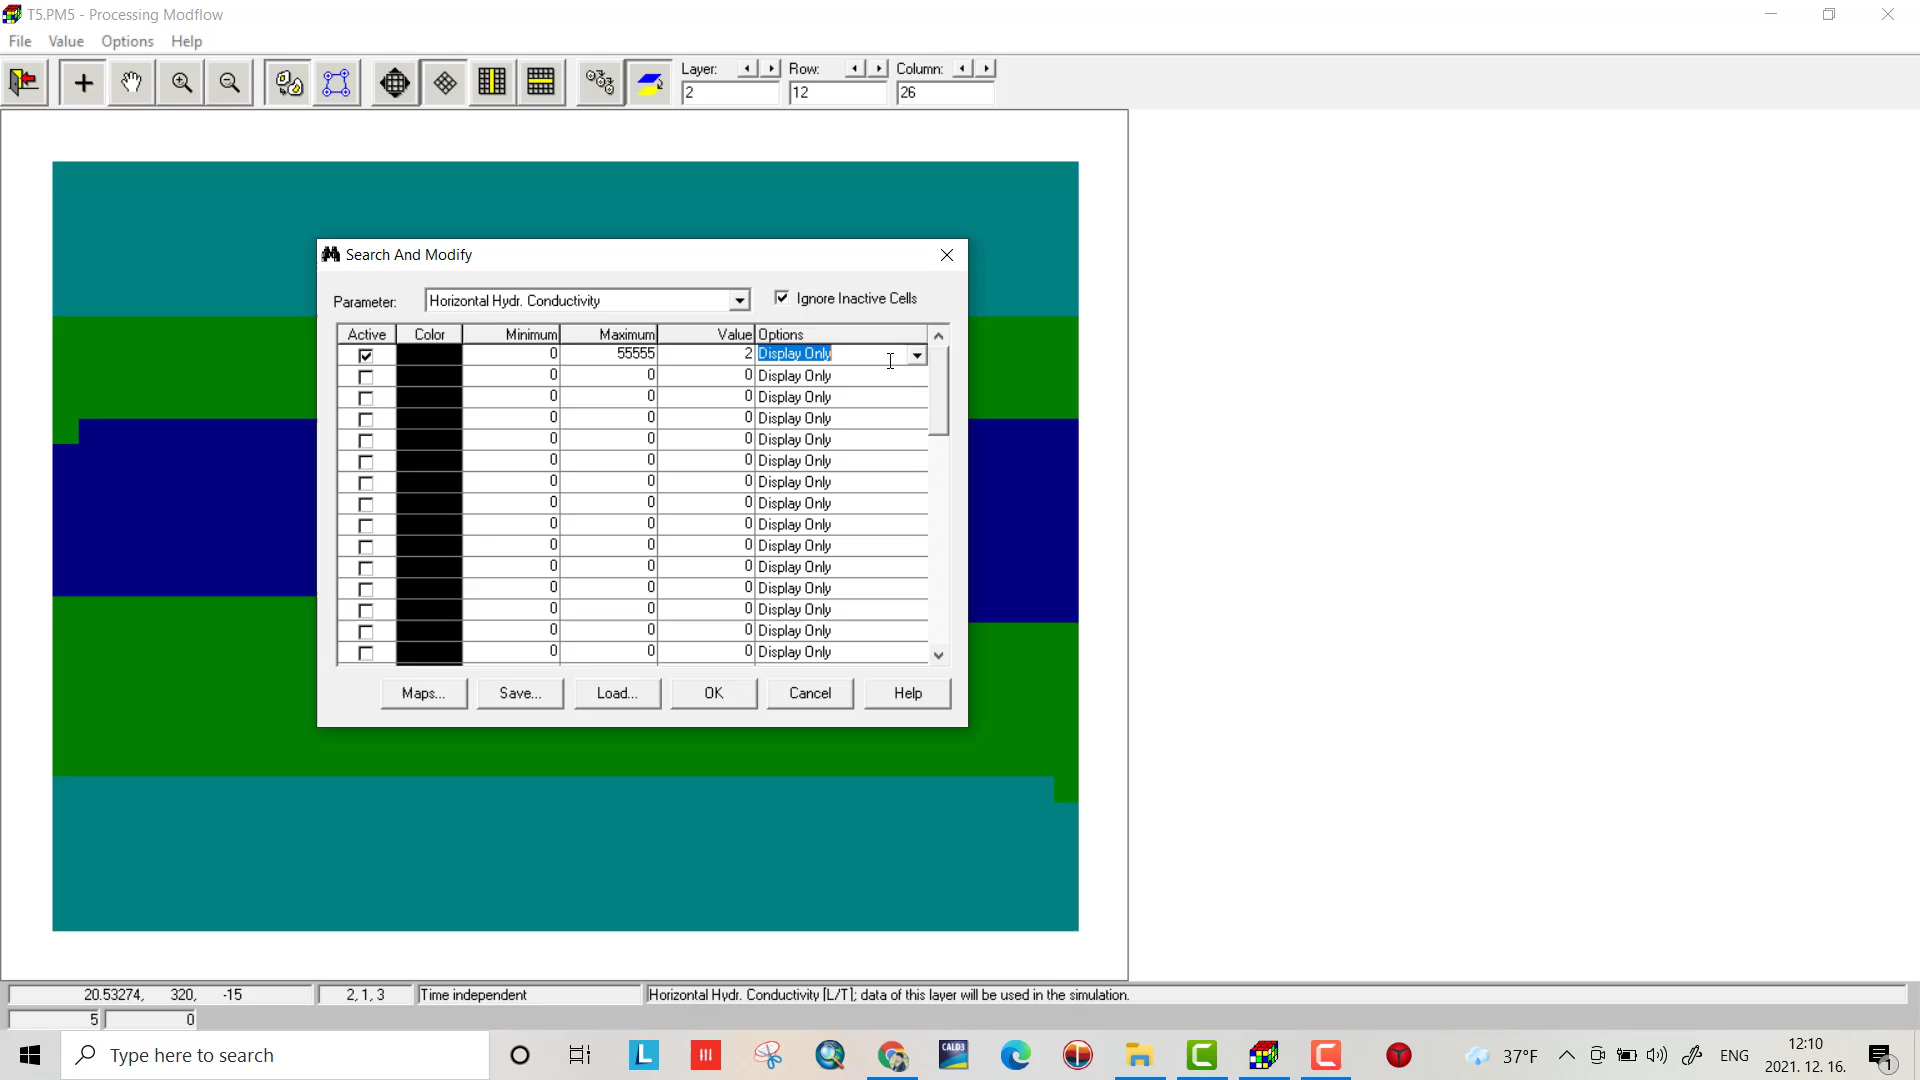 T5.PM5 - Processing Modflow
File Value Options Help
Layer: Row: Column:
2 12 26
Search And Modify
Parameter: Horizontal Hydr. Conductivity Ignore Inactive Cells
Active Color Minimum Maximum Value Options
0 55555 2 Display Only
0 0 0 Display Only
0 0 0 Display Only
0 0 0 Display Only
0 0 0 Display Only
0 0 0 Display Only
0 0 0 Display Only
0 0 0 Display Only
0 0 0 Display Only
0 0 0 Display Only
0 0 0 Display Only
0 0 0 Display Only
0 0 0 Display Only
0 0 0 Display Only
0 0 0 Display Only
Maps... Save... Load... OK Cancel Help
20.53274, 320, -15 2, 1, 3 Time independent Horizontal Hydr. Conductivity [L/T]; data of this layer will be used in the simulation.
5 0
Type here to search L CALD3 C C 37°F ENG 12:10
2021. 12. 16. 1